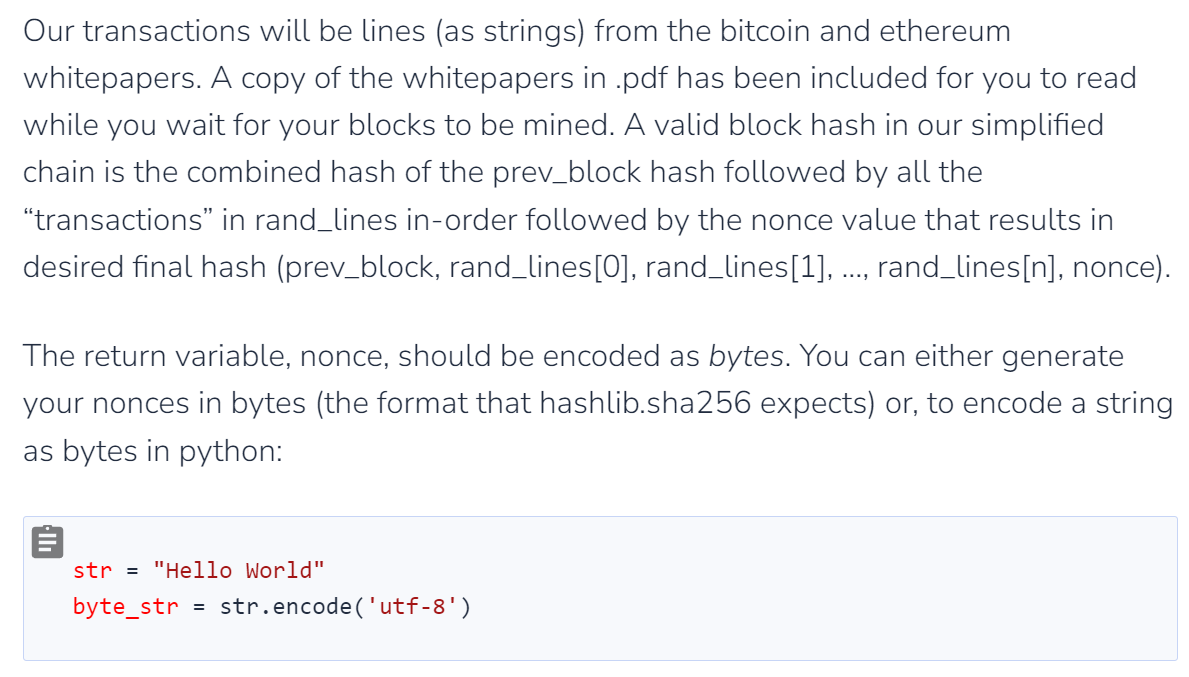 Our transactions will be lines (as strings) from the bitcoin and ethereum
whitepapers. A copy of the whitepapers in .pdf has been included for you to read
while you wait for your blocks to be mined. A valid block hash in our simplified
chain is the combined hash of the prev_block hash followed by all the
“transactions” in rand_lines in-order followed by the nonce value that results in
desired final hash (prev_block, rand_lines[0], rand_lines[1], ..., rand_lines[n], nonce).
The return variable, nonce, should be encoded as bytes. You can either generate
your nonces in bytes (the format that hashlib.sha256 expects) or, to encode a string
as bytes in python:
str = "Hello World"
byte_str = str.encode('utf-8')